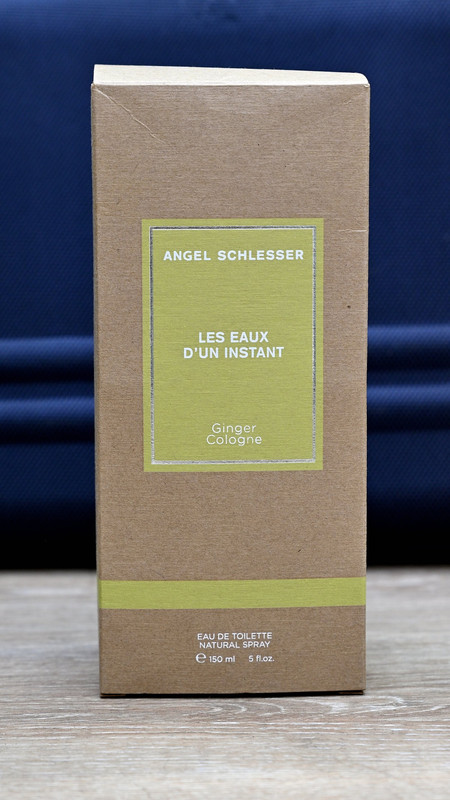 ANGEL SCHLESSER
LES EAUX
D'UN INSTANT
Ginger
Cologne
EAU DE TOILETTE
NATURAL SPRAY
℮ 150 ml 5 fl.oz.